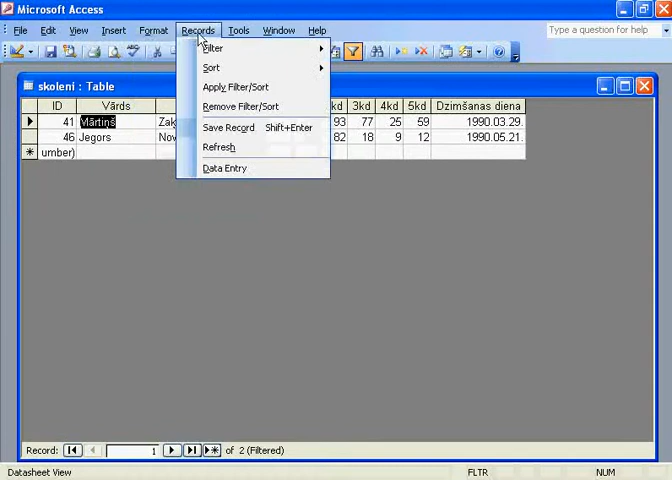 Microsoft Access
File Edit View Insert Format Records Tools Window Help Type a question for help
Filter
skoleni : Table Sort
Apply Filter/Sort
ID Vārds Remove Filter/Sort 3kd 4kd 5kd Dzimšanas diena
41 Mārtiņš Zaķ Save Record Shift+Enter 93 77 25 59 1990.03.29.
46 Jegors Nov Refresh 82 18 9 12 1990.05.21.
umber)
Data Entry
Record: 1 of 2 (Filtered)
Datasheet View FLTR NUM